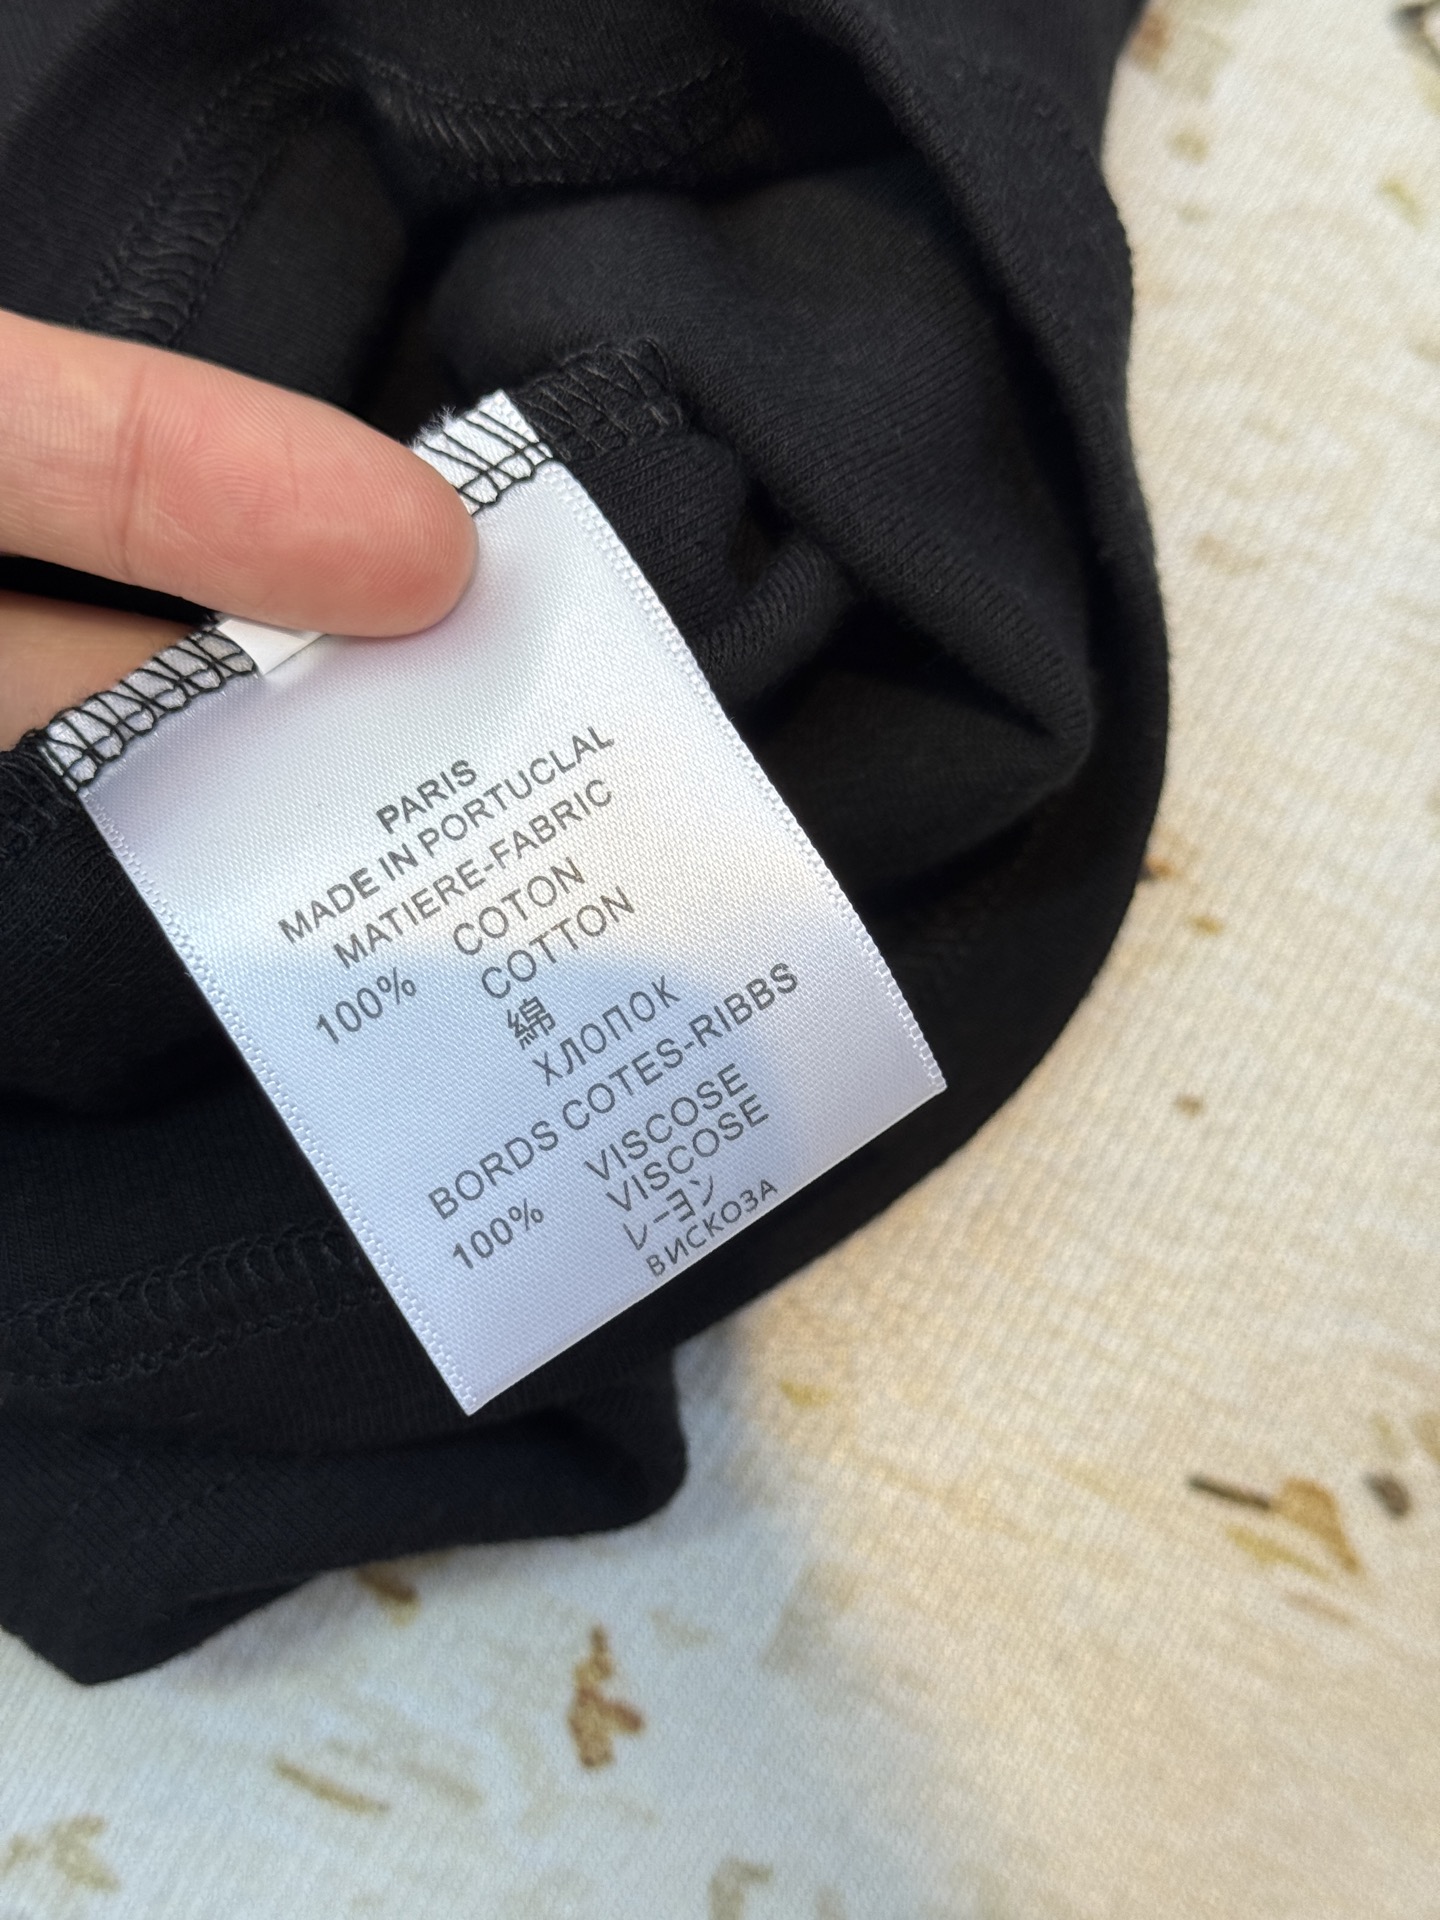 PARIS
MADE IN PORTUCLAL
MATIERE-FABRIC
100% COTON
COTTON
綿
ХЛОПОК
BORDS COTES-RIBBS
100% VISCOSE
VISCOSE
レーヨン
ВИСКОЗА